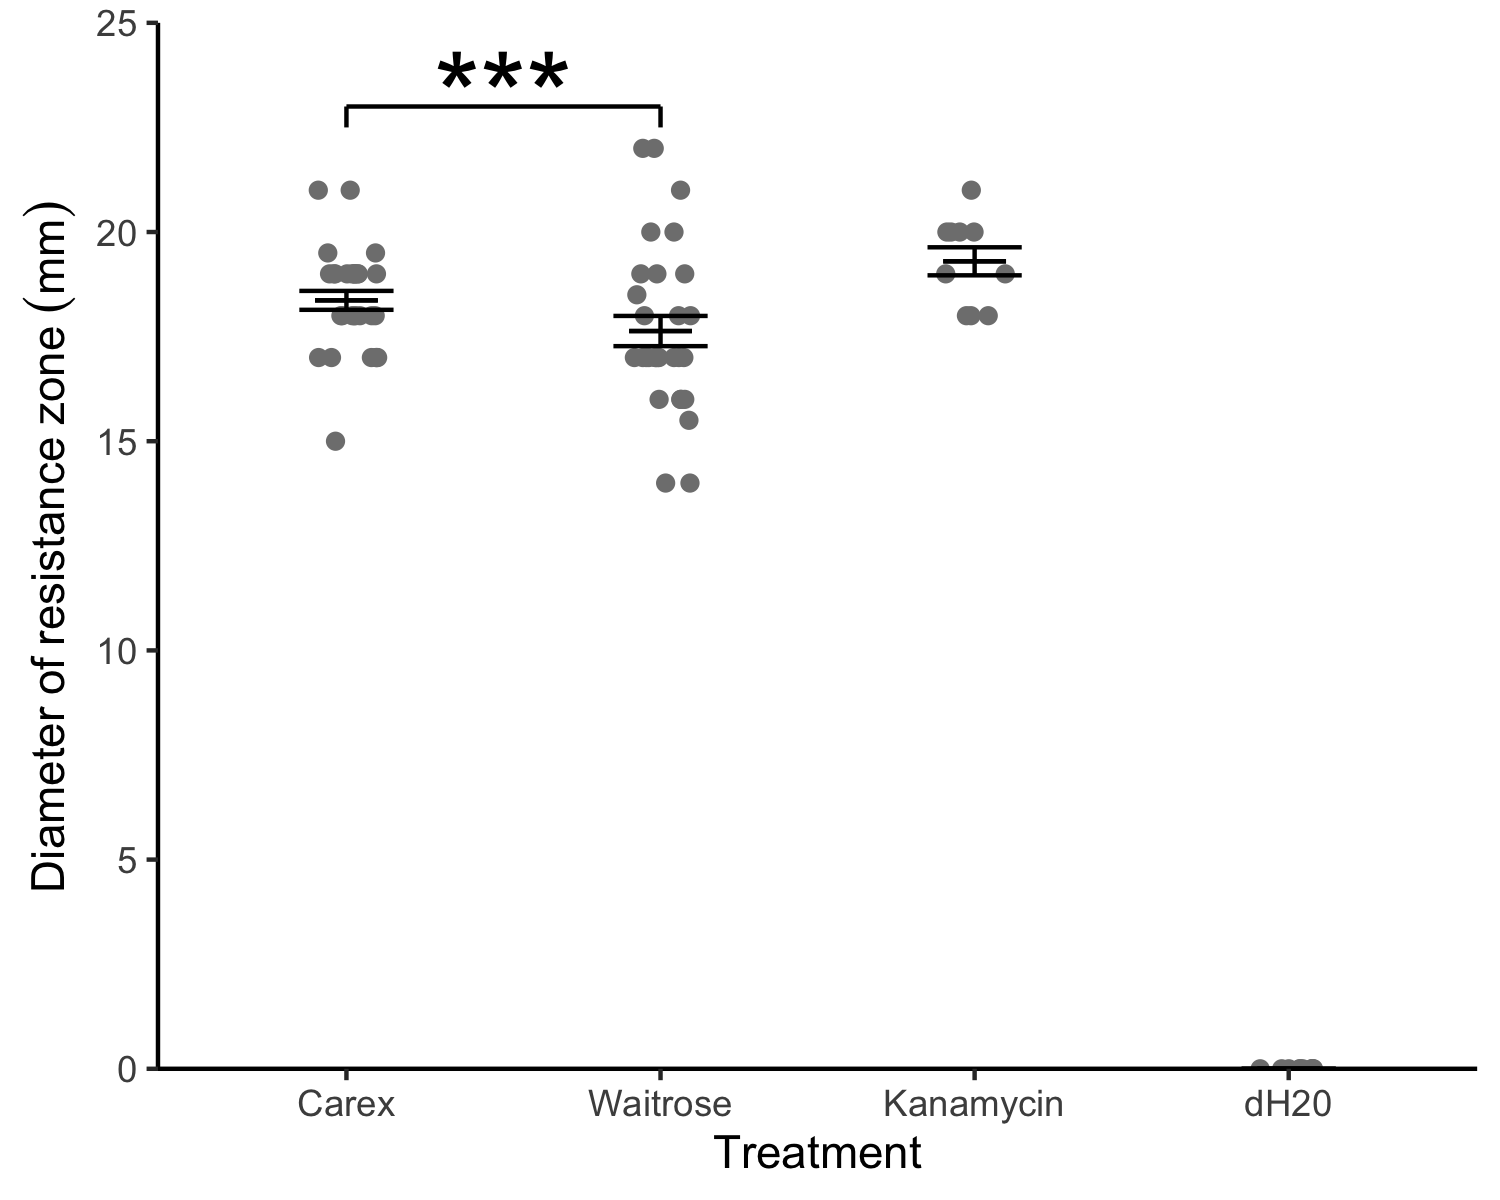 25
***
20
15
10
5
0
Diameter of resistance zone (mm)
Carex Waitrose Kanamycin dH20
Treatment